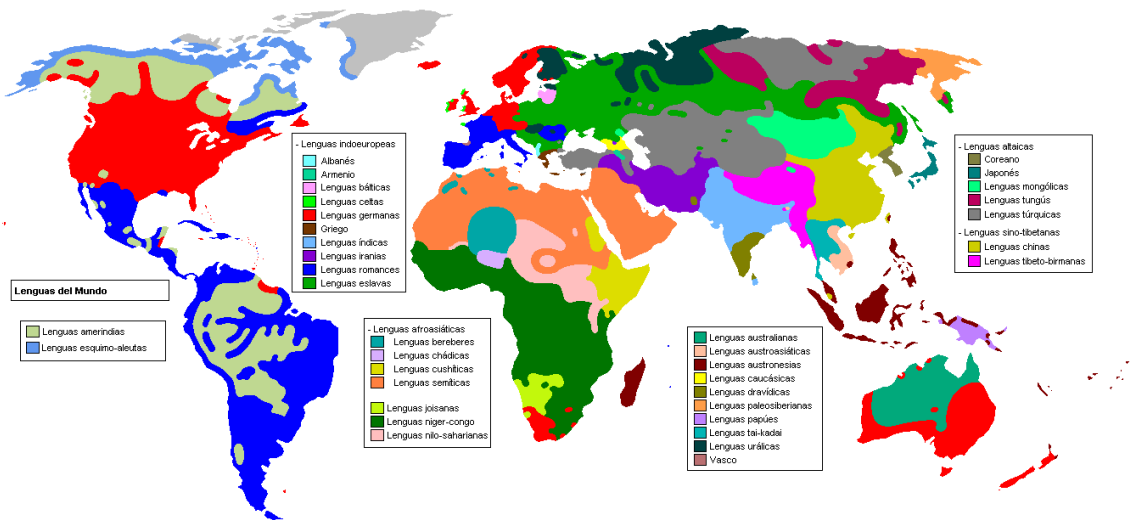 - Lenguas indoeuropeas
Albanés
Armenio
Lenguas bálticas
Lenguas celtas
Lenguas germanas
Griego
Lenguas índicas
Lenguas iranias
Lenguas romances
Lenguas eslavas
- Lenguas altaicas
Coreano
Japonés
Lenguas mongólicas
Lenguas tungús
Lenguas túrquicas
- Lenguas sino-tibetanas
Lenguas chinas
Lenguas tibeto-birmanas
Lenguas del Mundo
Lenguas amerindias
Lenguas esquimo-aleutas
- Lenguas afroasiáticas
Lenguas bereberes
Lenguas chádicas
Lenguas cushíticas
Lenguas semíticas
Lenguas joisanas
Lenguas niger-congo
Lenguas nilo-saharianas
Lenguas australianas
Lenguas austroasiáticas
Lenguas austronesias
Lenguas caucásicas
Lenguas dravídicas
Lenguas paleosiberianas
Lenguas papúes
Lenguas tai-kadai
Lenguas urálicas
Vasco